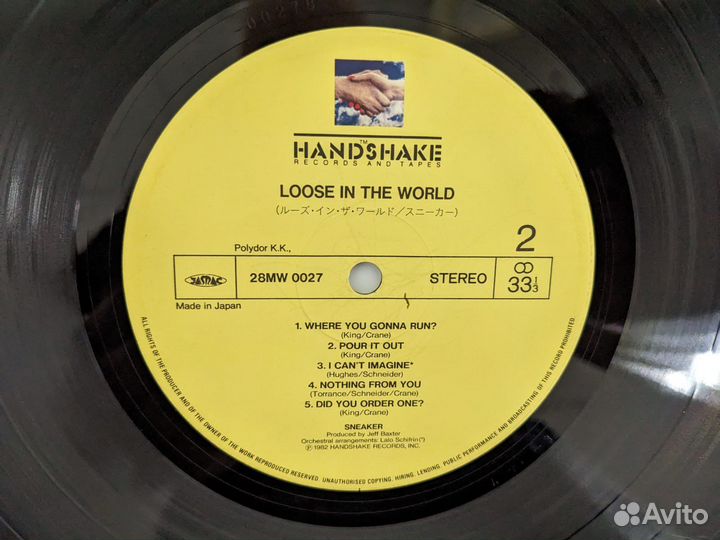 00278
TM
HANDSHAKE
RECORDS AND TAPES
LOOSE IN THE WORLD
(ルーズ・イン・ザ・ワールド/スニーカー)
2
Polydor K.K.,
JASRAC
28MW 0027
STEREO
33 1/3
Made in Japan
1. WHERE YOU GONNA RUN?
(King/Crane)
2. POUR IT OUT
(King/Crane)
3. I CAN'T IMAGINE*
(Hughes/Schneider)
4. NOTHING FROM YOU
(Torrance/Schneider/Crane)
5. DID YOU ORDER ONE?
(King/Crane)
SNEAKER
Produced by Jeff Baxter
Orchestral arrangements: Lalo Schifrin(*)
Ⓟ 1982 HANDSHAKE RECORDS, INC.
ALL RIGHTS OF THE PRODUCER AND OF THE OWNER OF THE WORK REPRODUCED RESERVED. UNAUTHORISED COPYING, HIRING, LENDING, PUBLIC PERFORMANCE AND BROADCASTING OF THIS RECORD PROHIBITED.
Avito